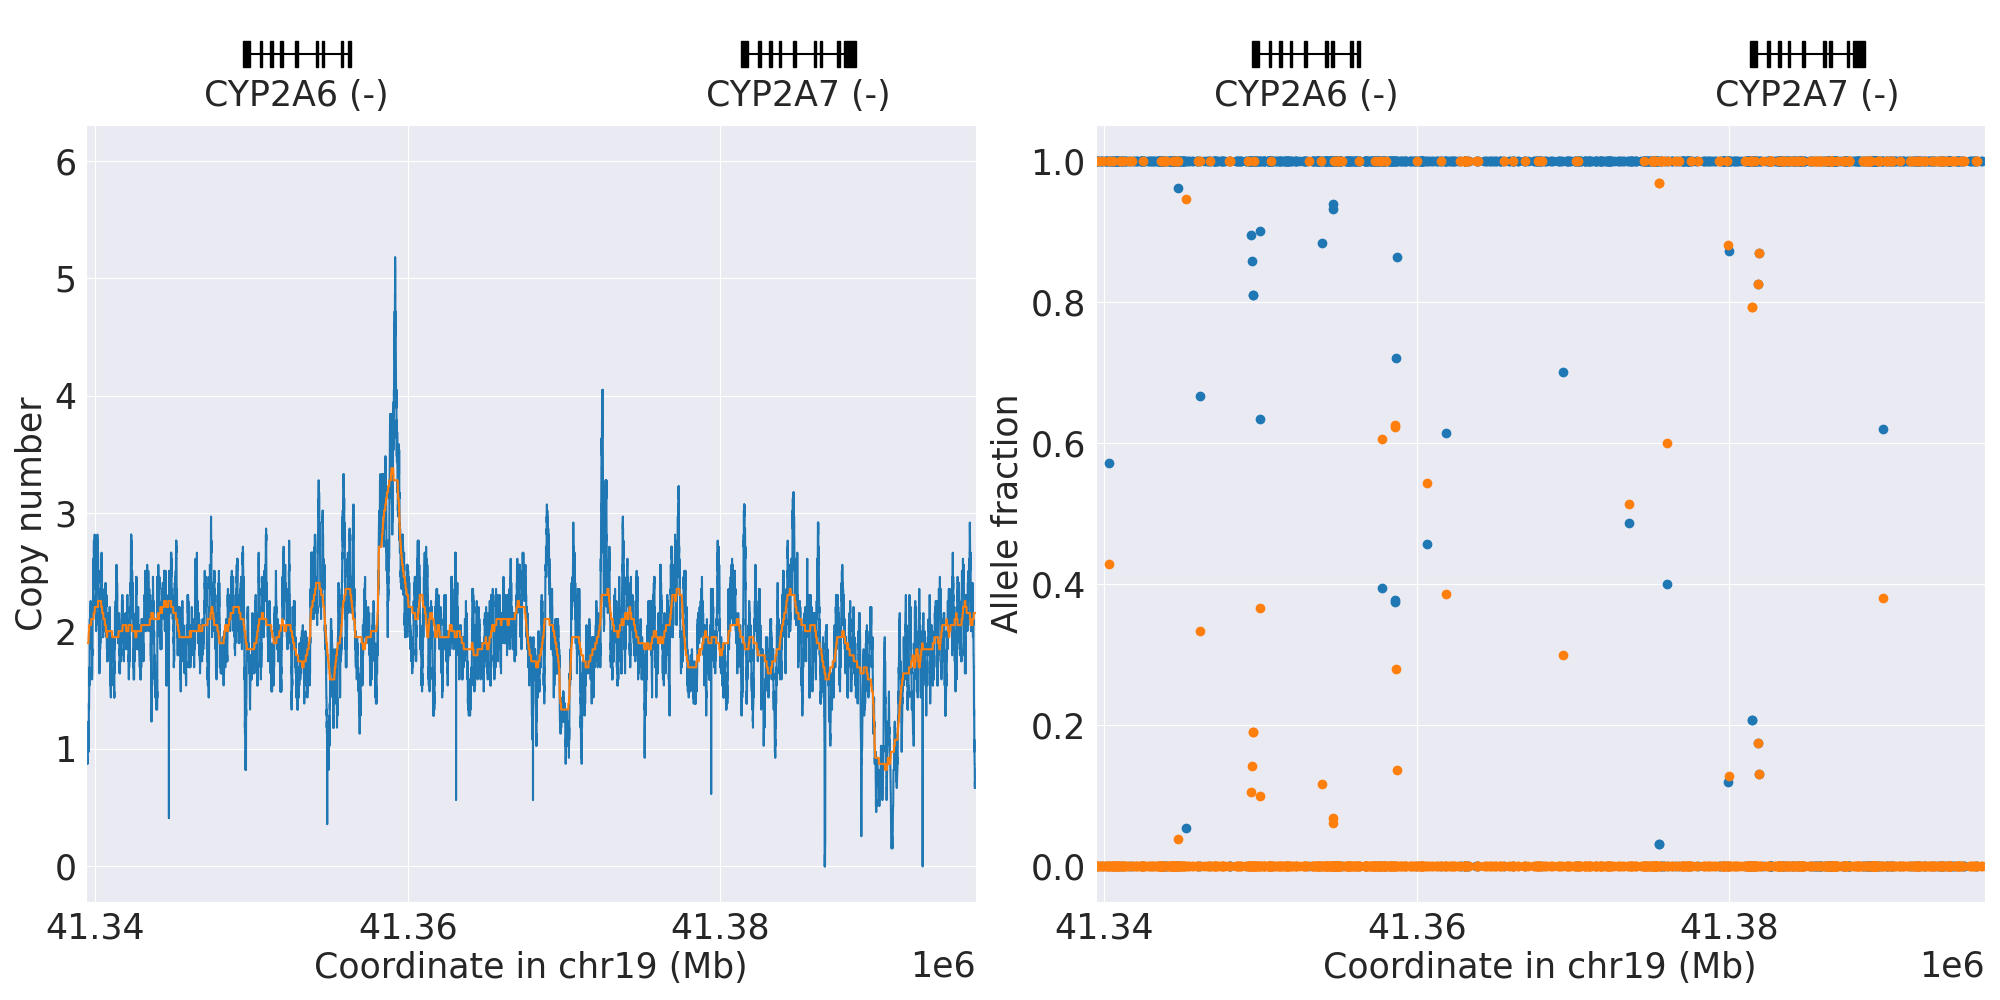 CYP2A6 (-)
CYP2A7 (-)
6
5
4
3
2
1
0
Copy number
41.34
41.36
41.38
Coordinate in chr19 (Mb)
1e6
CYP2A6 (-)
CYP2A7 (-)
1.0
0.8
0.6
0.4
0.2
0.0
Allele fraction
41.34
41.36
41.38
Coordinate in chr19 (Mb)
1e6